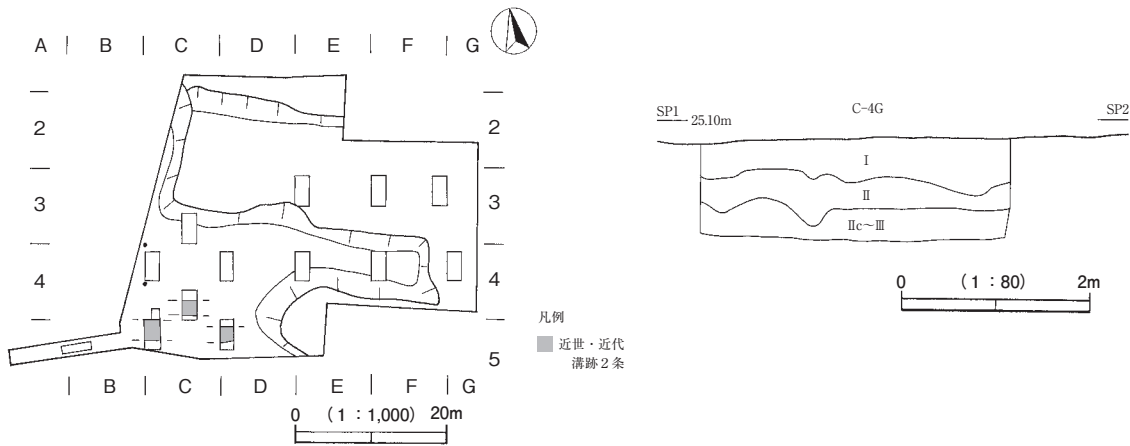 A B C D E F G
2 2
3 3
4 4
5
B C D E F G
0 (1:1,000) 20m
凡例
近世・近代
溝跡2条
SP1 25.10m C-4G SP2
I
II
IIc～III
0 (1:80) 2m